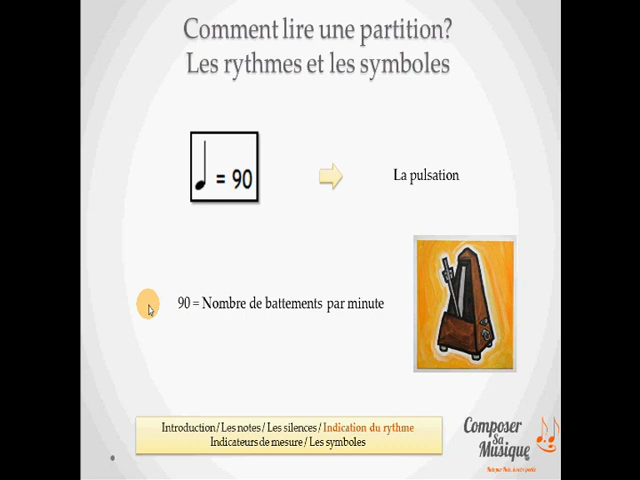 Comment lire une partition?
Les rythmes et les symboles
= 90
La pulsation
90 = Nombre de battements par minute
Introduction / Les notes / Les silences / Indication du rythme
Indicateurs de mesure / Les symboles
Composer
Sa
Musique